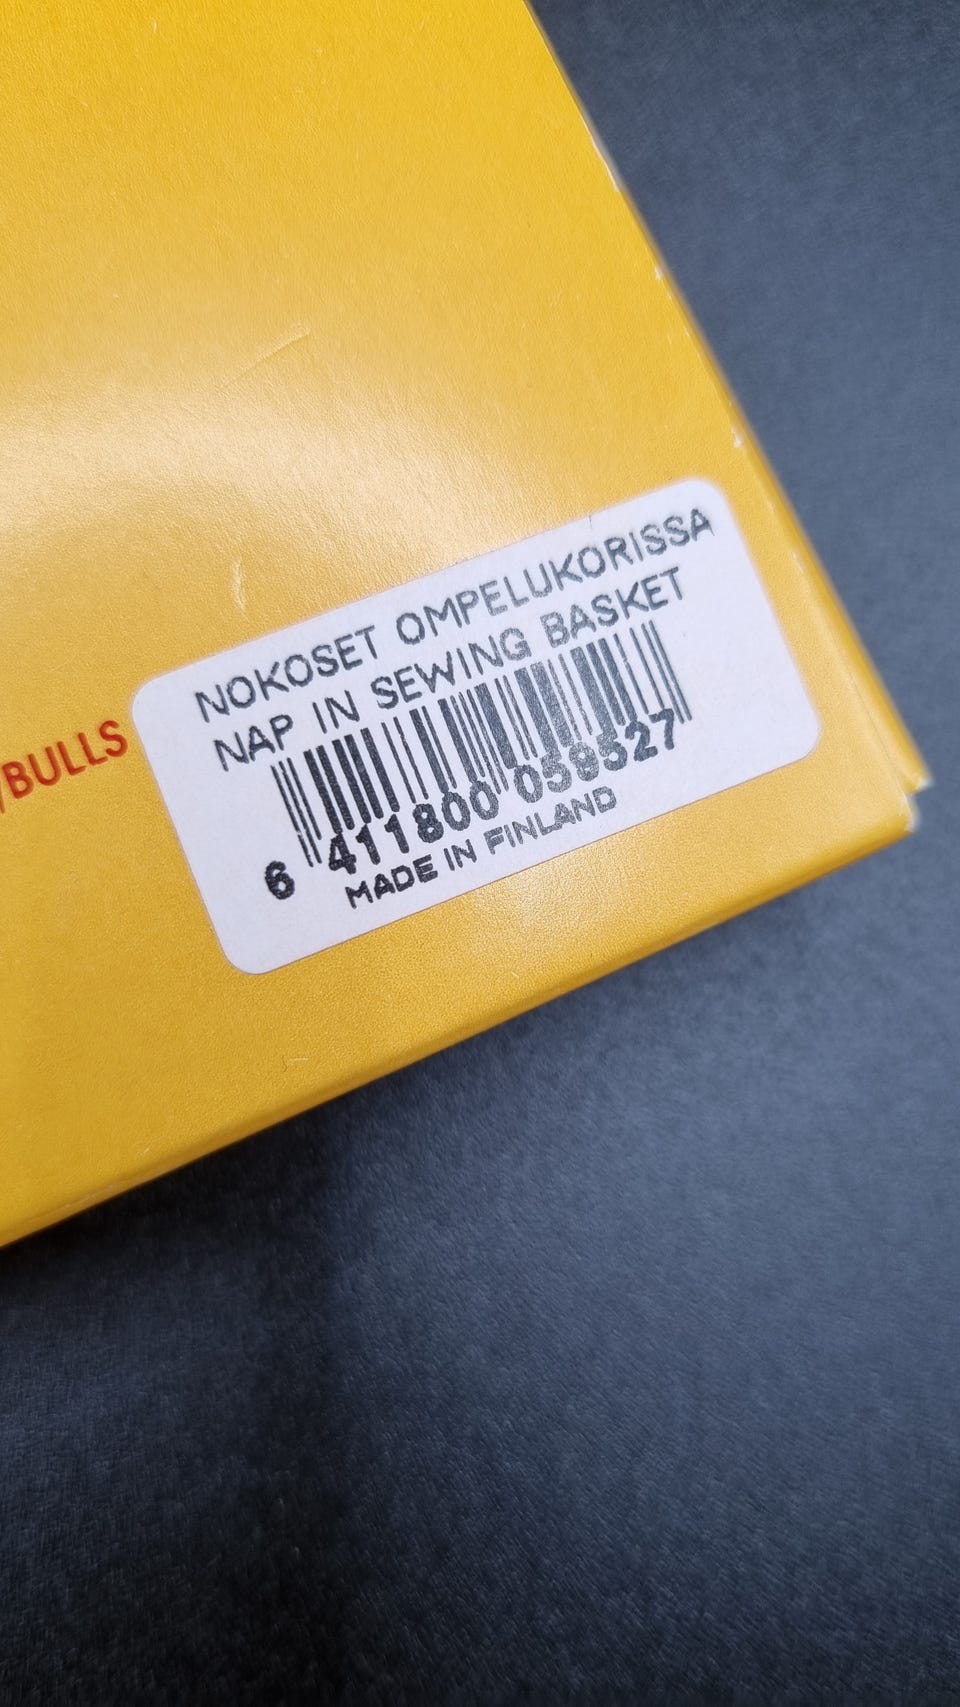 NOKOSET OMPELUKORISSA
NAP IN SEWING BASKET
/BULLS
6 411800 059527
MADE IN FINLAND